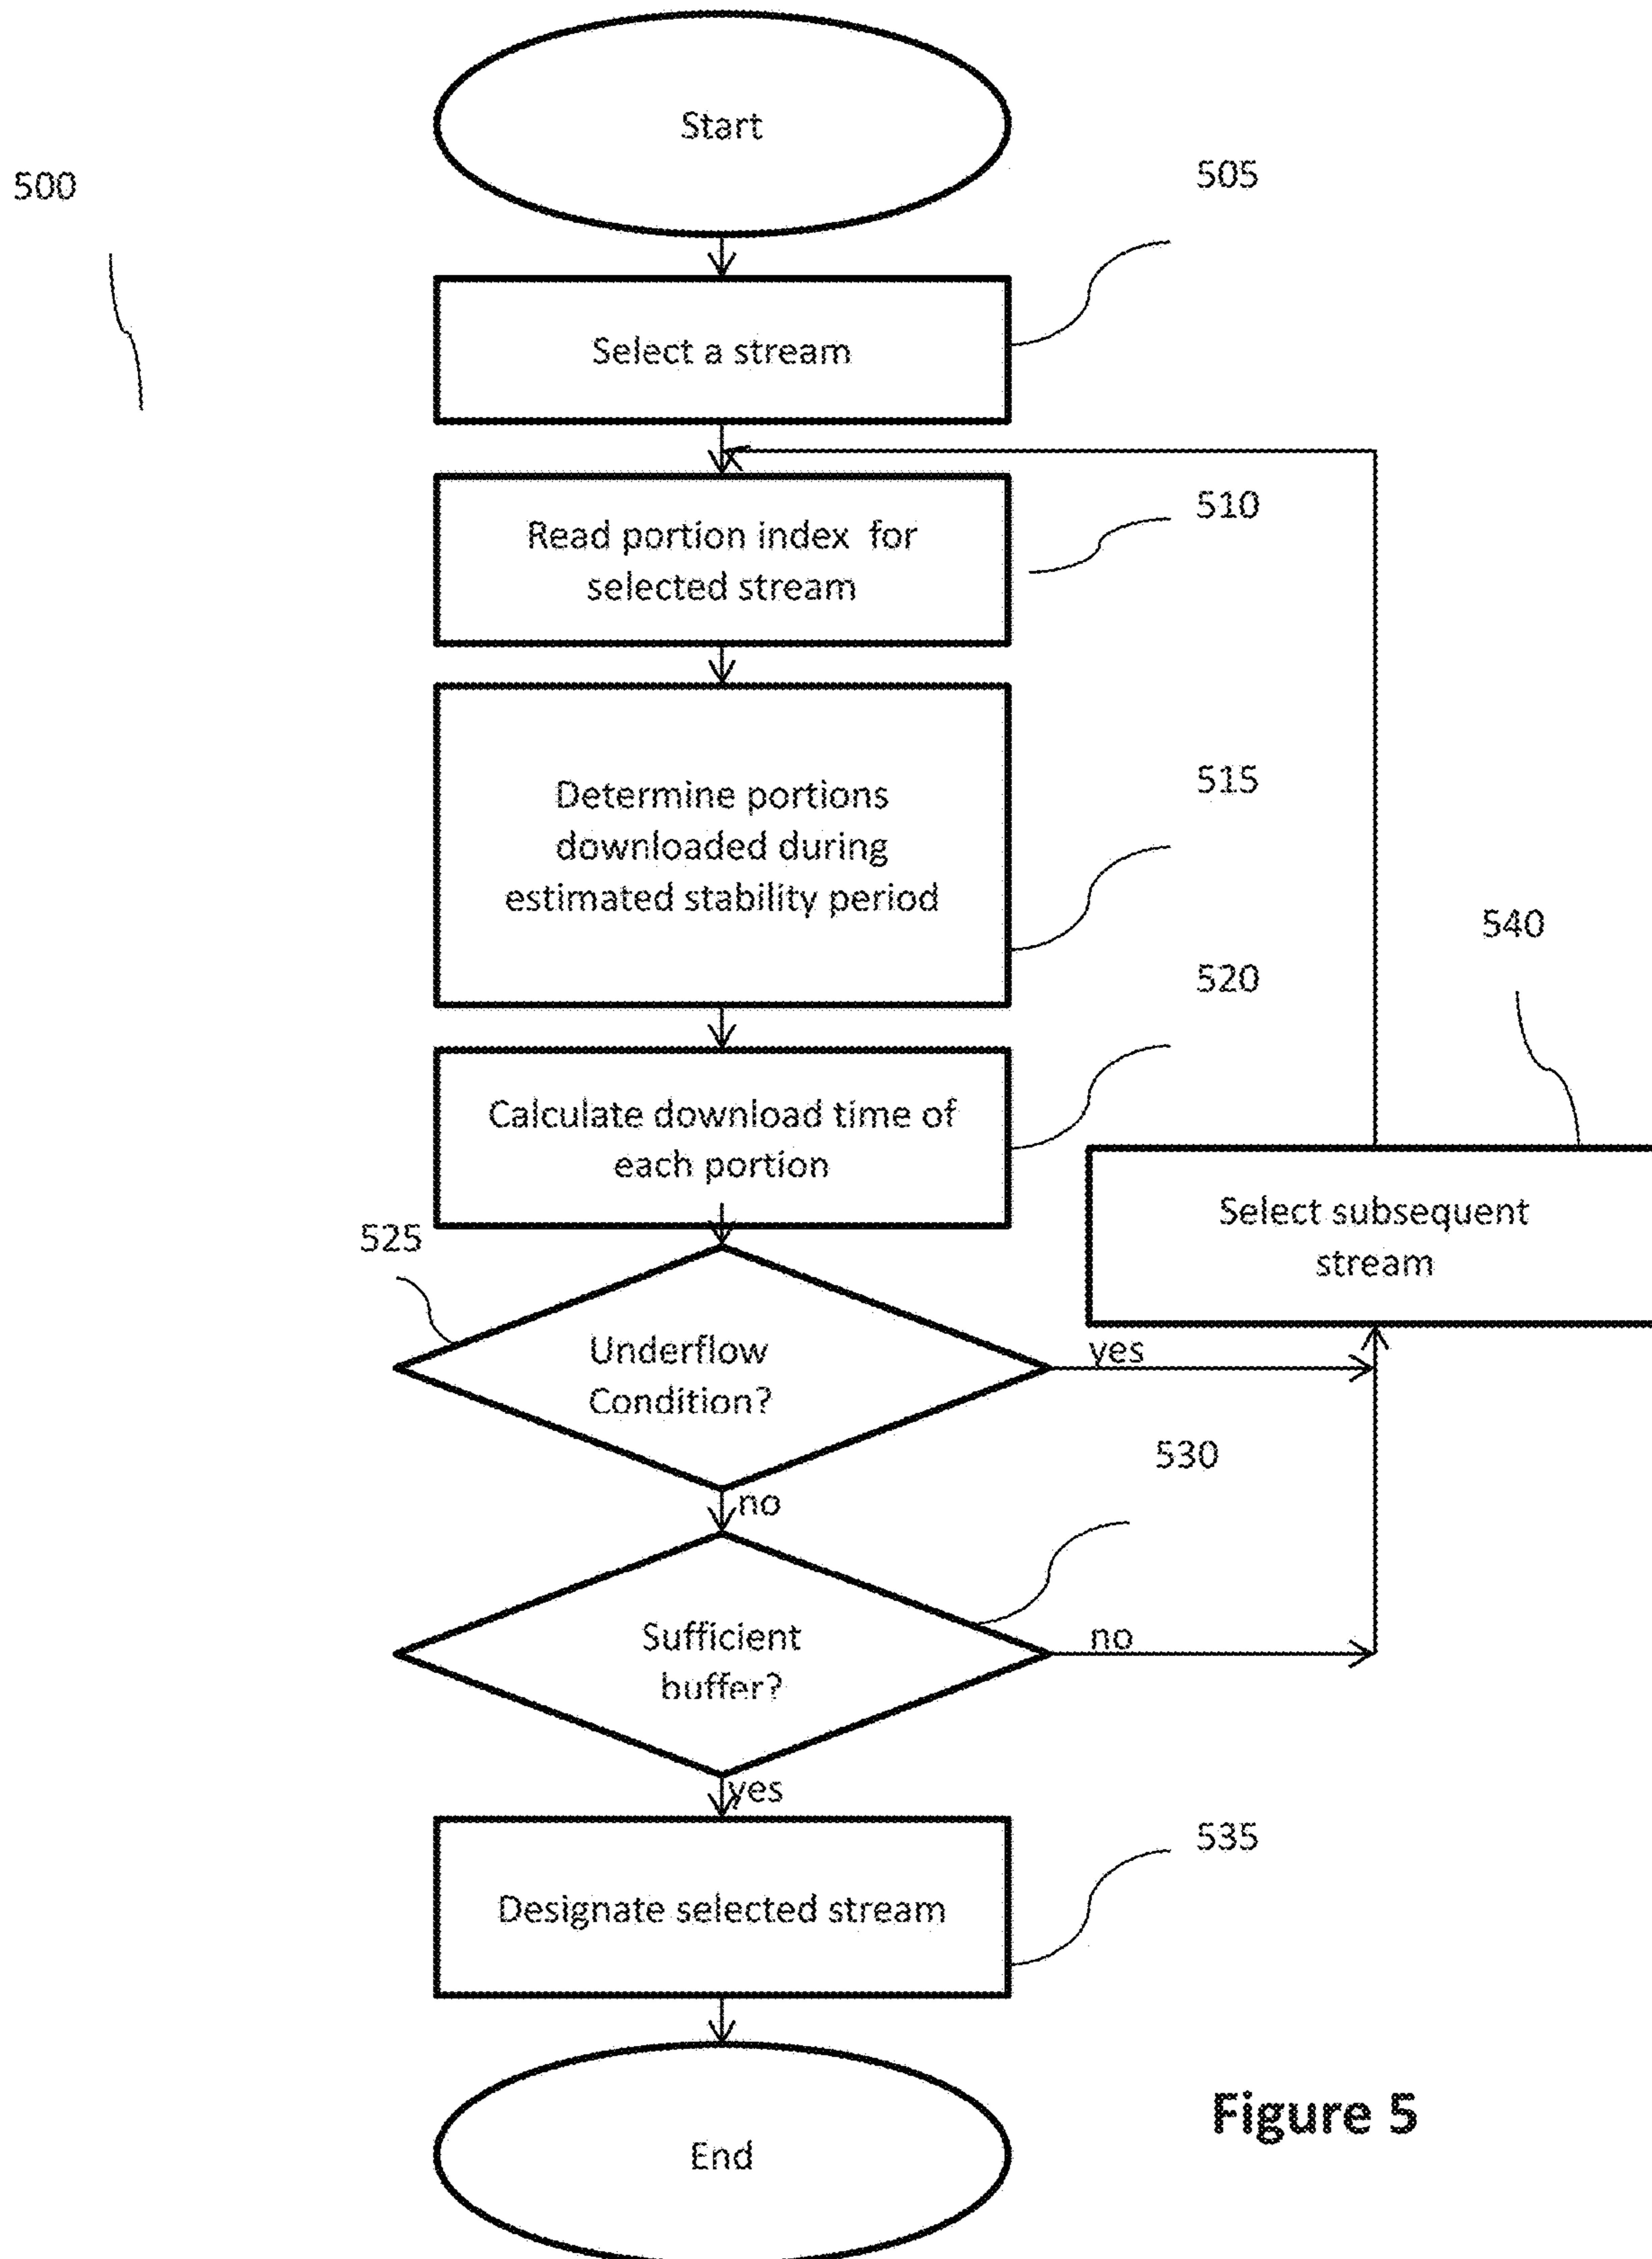 Start
500
505
Select a stream
510
Read portion index for
selected stream
515
Determine portions
downloaded during
estimated stability period
520
540
Calculate download time of
each portion
Select subsequent
stream
525
Underflow
Condition?
yes
530
no
Sufficient
buffer?
no
yes
535
Designate selected stream
End
Figure 5